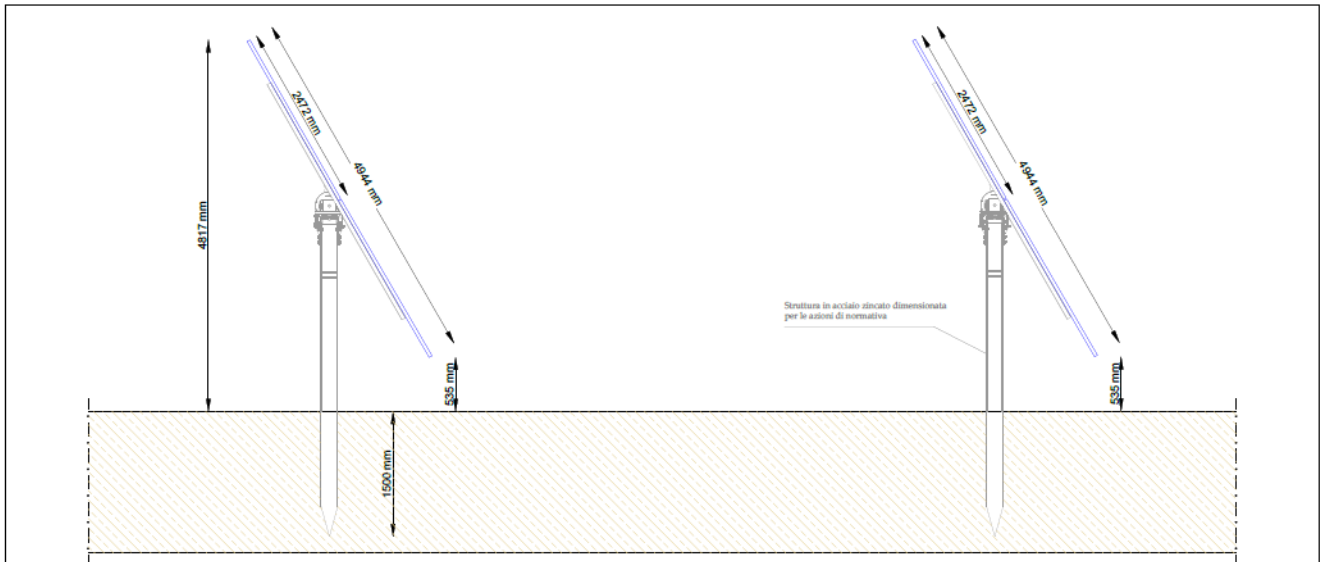 4817 mm
2472 mm
4944 mm
535 mm
1500 mm
2472 mm
4944 mm
535 mm
Struttura in acciaio zincato dimensionata
per le azioni di normativa